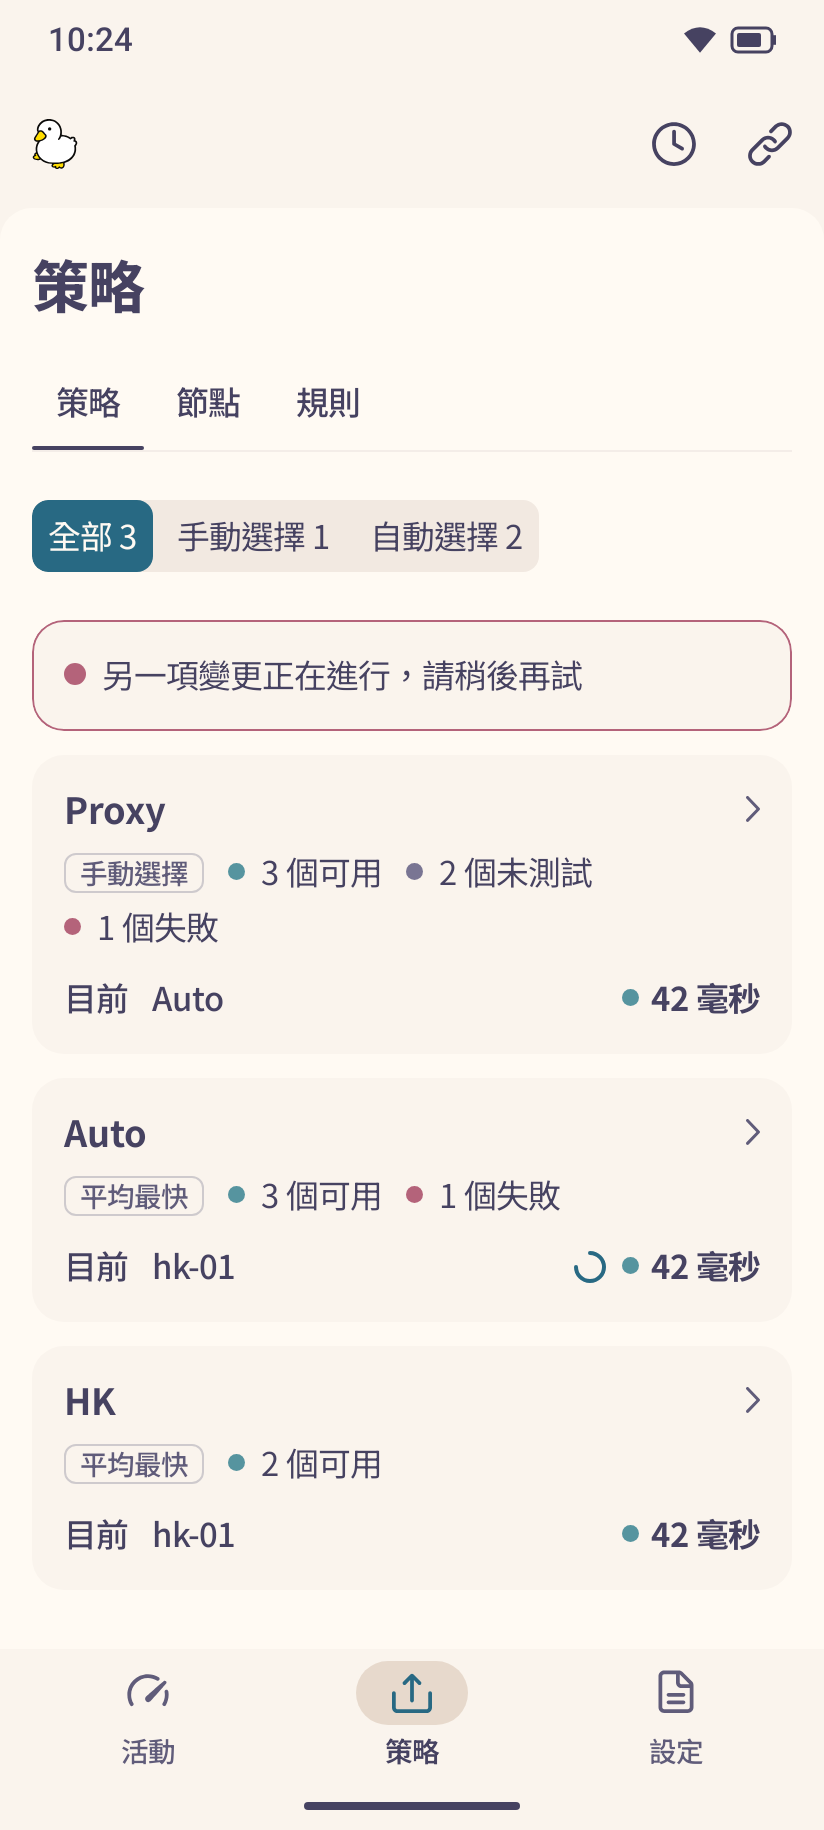 10:24
策略
策略 節點 規則
全部 3 手動選擇 1 自動選擇 2
另一項變更正在進行，請稍後再試
Proxy
手動選擇 3 個可用 2 個未測試
1 個失敗
目前 Auto 42 毫秒
Auto
平均最快 3 個可用 1 個失敗
目前 hk-01 42 毫秒
HK
平均最快 2 個可用
目前 hk-01 42 毫秒
活動 策略 設定